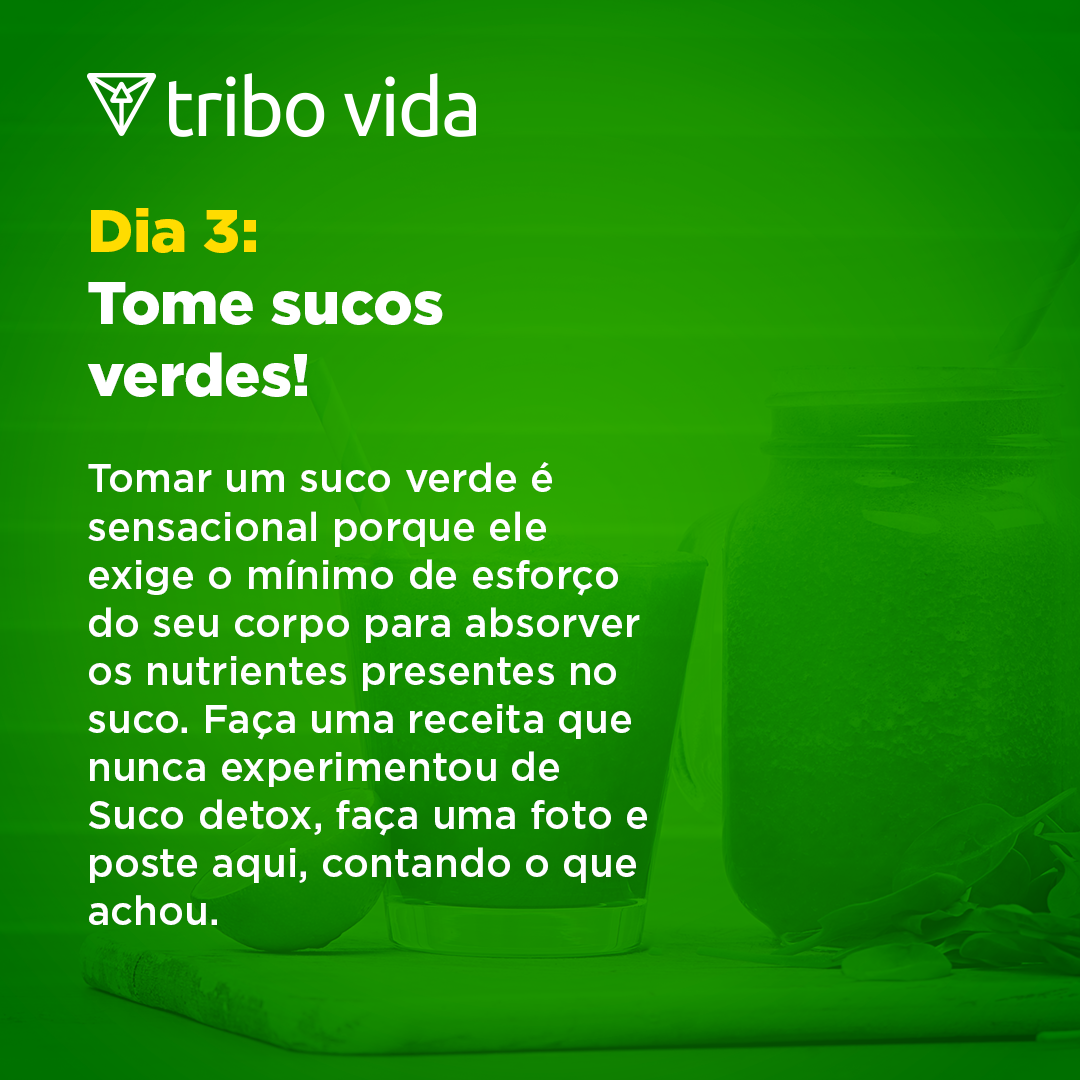 tribo vida
Dia 3:
Tome sucos
verdes!
Tomar um suco verde é
sensacional porque ele
exige o mínimo de esforço
do seu corpo para absorver
os nutrientes presentes no
suco. Faça uma receita que
nunca experimentou de
Suco detox, faça uma foto e
poste aqui, contando o que
achou.